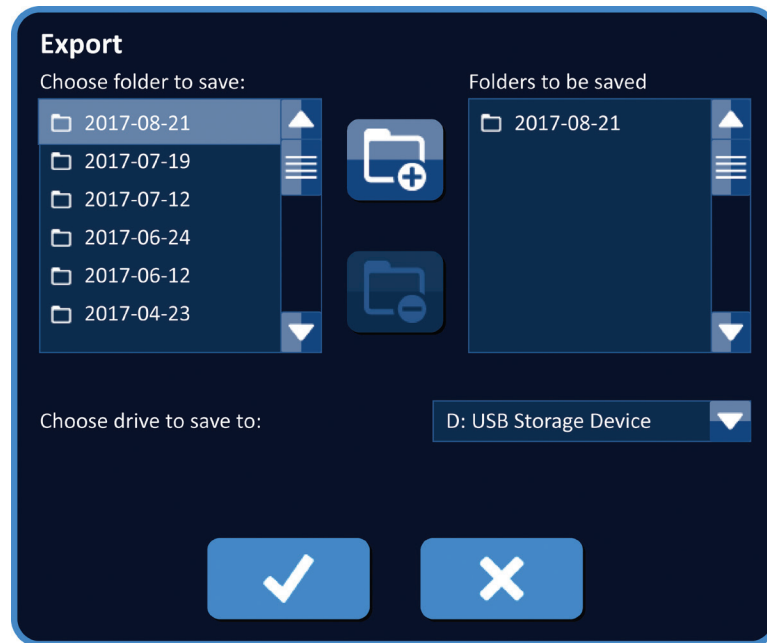 Export
Choose folder to save:
2017-08-21
2017-07-19
2017-07-12
2017-06-24
2017-06-12
2017-04-23
Folders to be saved
2017-08-21
Choose drive to save to:
D: USB Storage Device